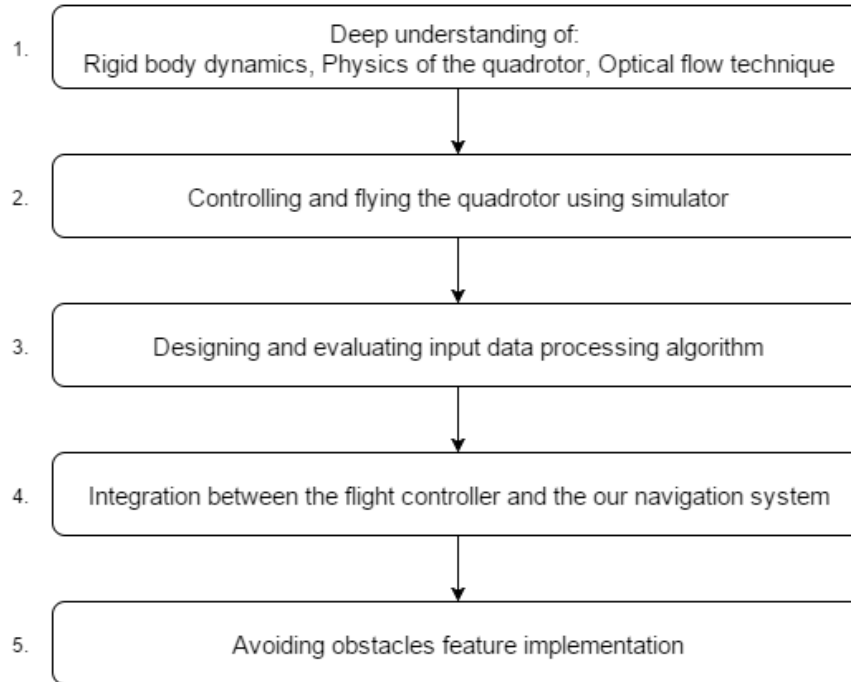 1.
Deep understanding of:
Rigid body dynamics, Physics of the quadrotor, Optical flow technique
2.
Controlling and flying the quadrotor using simulator
3.
Designing and evaluating input data processing algorithm
4.
Integration between the flight controller and the our navigation system
5.
Avoiding obstacles feature implementation